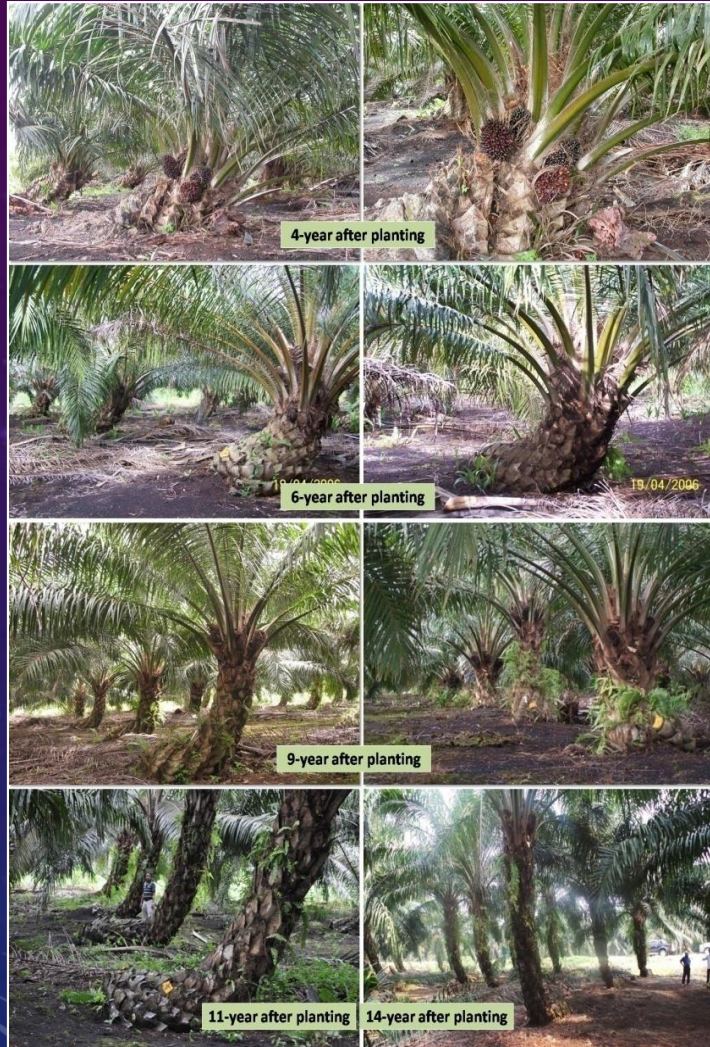 4-year after planting
19/04/2006
19/04/2006
6-year after planting
9-year after planting
11-year after planting
14-year after planting